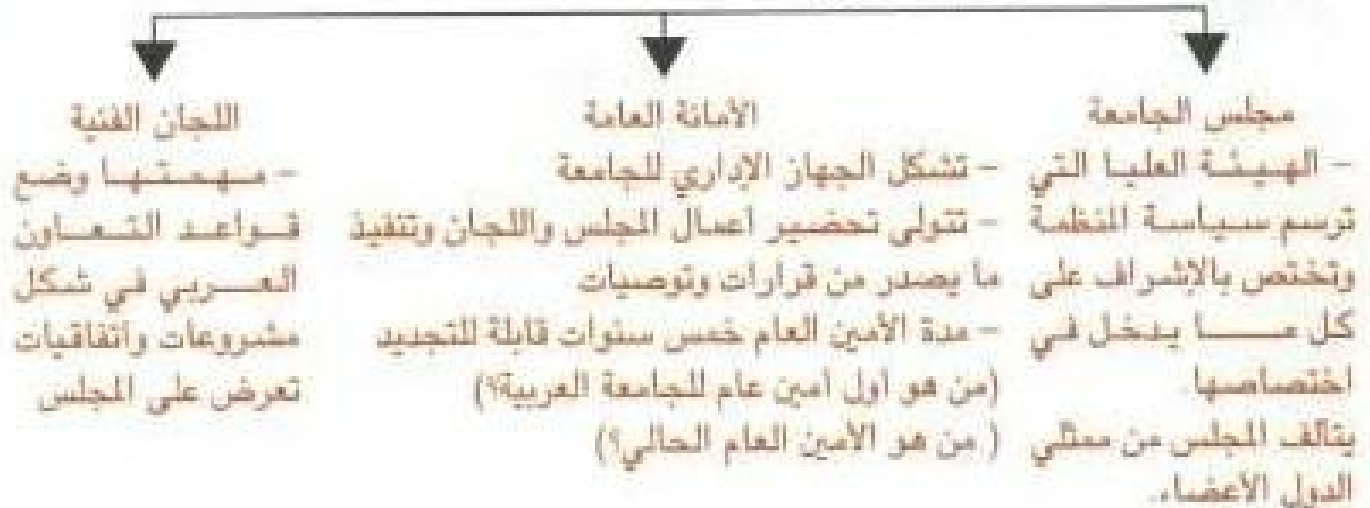 مجلس الجامعة
– الهيئة العليا التي
ترسم سياسة المنظمة
وتختص بالإشراف على
كل ما يدخل في
اختصاصها.
يتألف المجلس من ممثلي
الدول الأعضاء.
الأمانة العامة
– تشكل الجهاز الإداري للجامعة
– تتولى تحضير أعمال المجلس واللجان وتنفيذ
ما يصدر من قرارات وتوصيات
– مدة الأمين العام خمس سنوات قابلة للتجديد
(من هو أول أمين عام للجامعة العربية؟)
(من هو الأمين العام الحالي؟)
اللجان الفنية
– مهمتها وضع
قواعد التعاون
العربي في شكل
مشروعات واتفاقيات
تعرض على المجلس